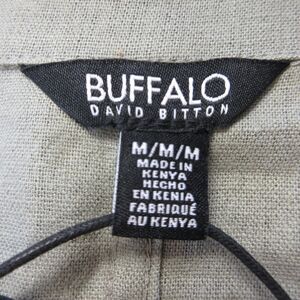 BUFFALO
DAVID BITTON
M/M/M
MADE IN
KENYA
HECHO
EN KENIA
FABRIQUÉ
AU KENYA